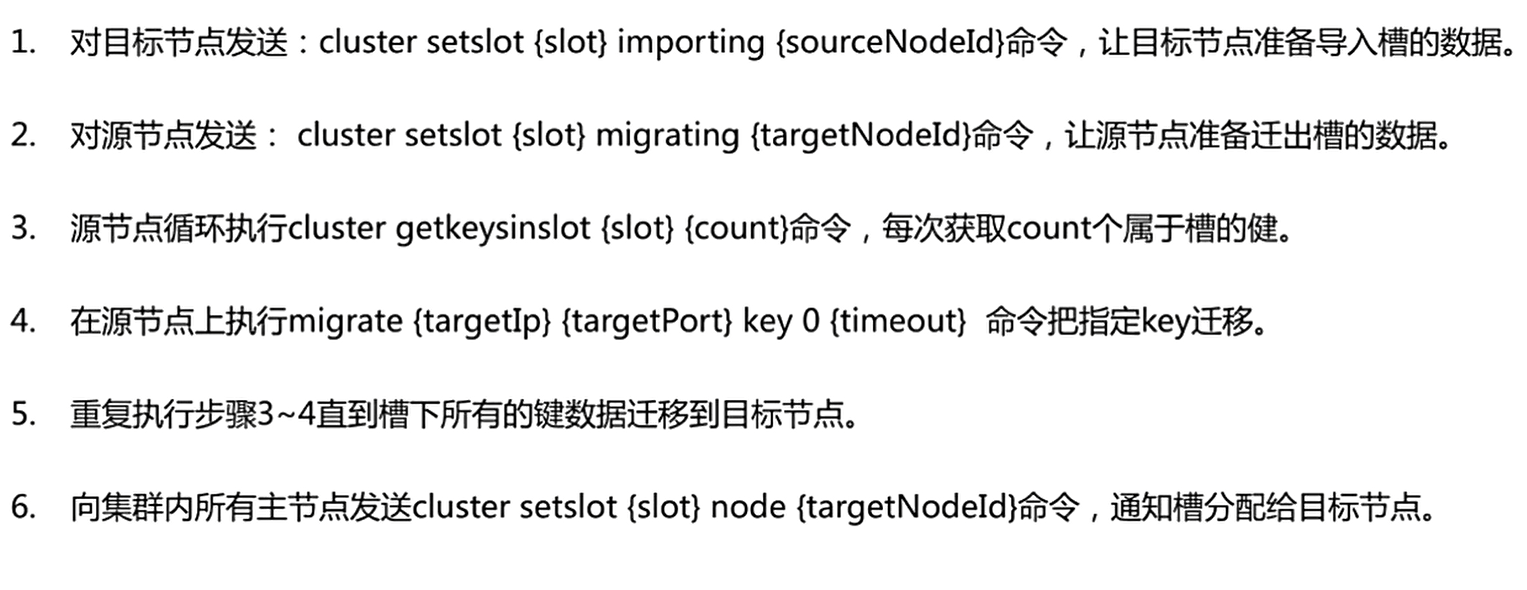 1. 对目标节点发送：cluster setslot {slot} importing {sourceNodeId}命令，让目标节点准备导入槽的数据。
2. 对源节点发送： cluster setslot {slot} migrating {targetNodeId}命令，让源节点准备迁出槽的数据。
3. 源节点循环执行cluster getkeysinslot {slot} {count}命令，每次获取count个属于槽的健。
4. 在源节点上执行migrate {targetIp} {targetPort} key 0 {timeout} 命令把指定key迁移。
5. 重复执行步骤3~4直到槽下所有的键数据迁移到目标节点。
6. 向集群内所有主节点发送cluster setslot {slot} node {targetNodeId}命令，通知槽分配给目标节点。